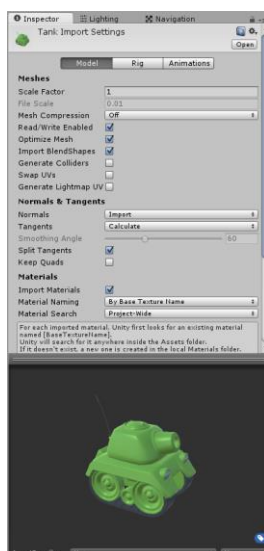 Inspector Lighting Navigation
Tank Import Settings
Open
Model Rig Animations
Meshes
Scale Factor 1
File Scale 0.01
Mesh Compression Off
Read/Write Enabled
Optimize Mesh
Import BlendShapes
Generate Colliders
Swap UVs
Generate Lightmap UV
Normals & Tangents
Normals Import
Tangents Calculate
Smoothing Angle 60
Split Tangents
Keep Quads
Materials
Import Materials
Material Naming By Base Texture Name
Material Search Project-Wide
For each imported material, Unity first looks for an existing material
named [BaseTextureName].
Unity will search for it anywhere inside the Assets folder.
If it doesn't exist, a new one is created in the local Materials folder.